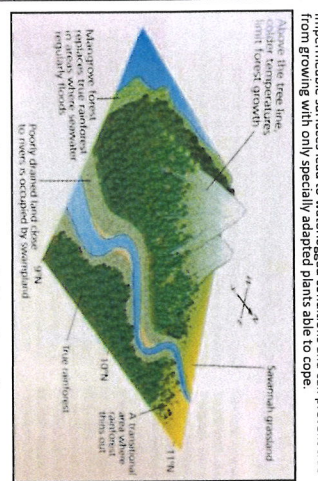 from growing with only specially adapted plants able to cope.
Above the tree line,
colder temperatures
limit forest growth
Mangrove forest
replaces true rainforest
in areas where seawater
regularly floods
Poorly drained land close
to rivers is occupied by swampland
9°N
True rainforest
10°N
A transitional
area where
rainforest
thins out
11°N
Savannah grassland